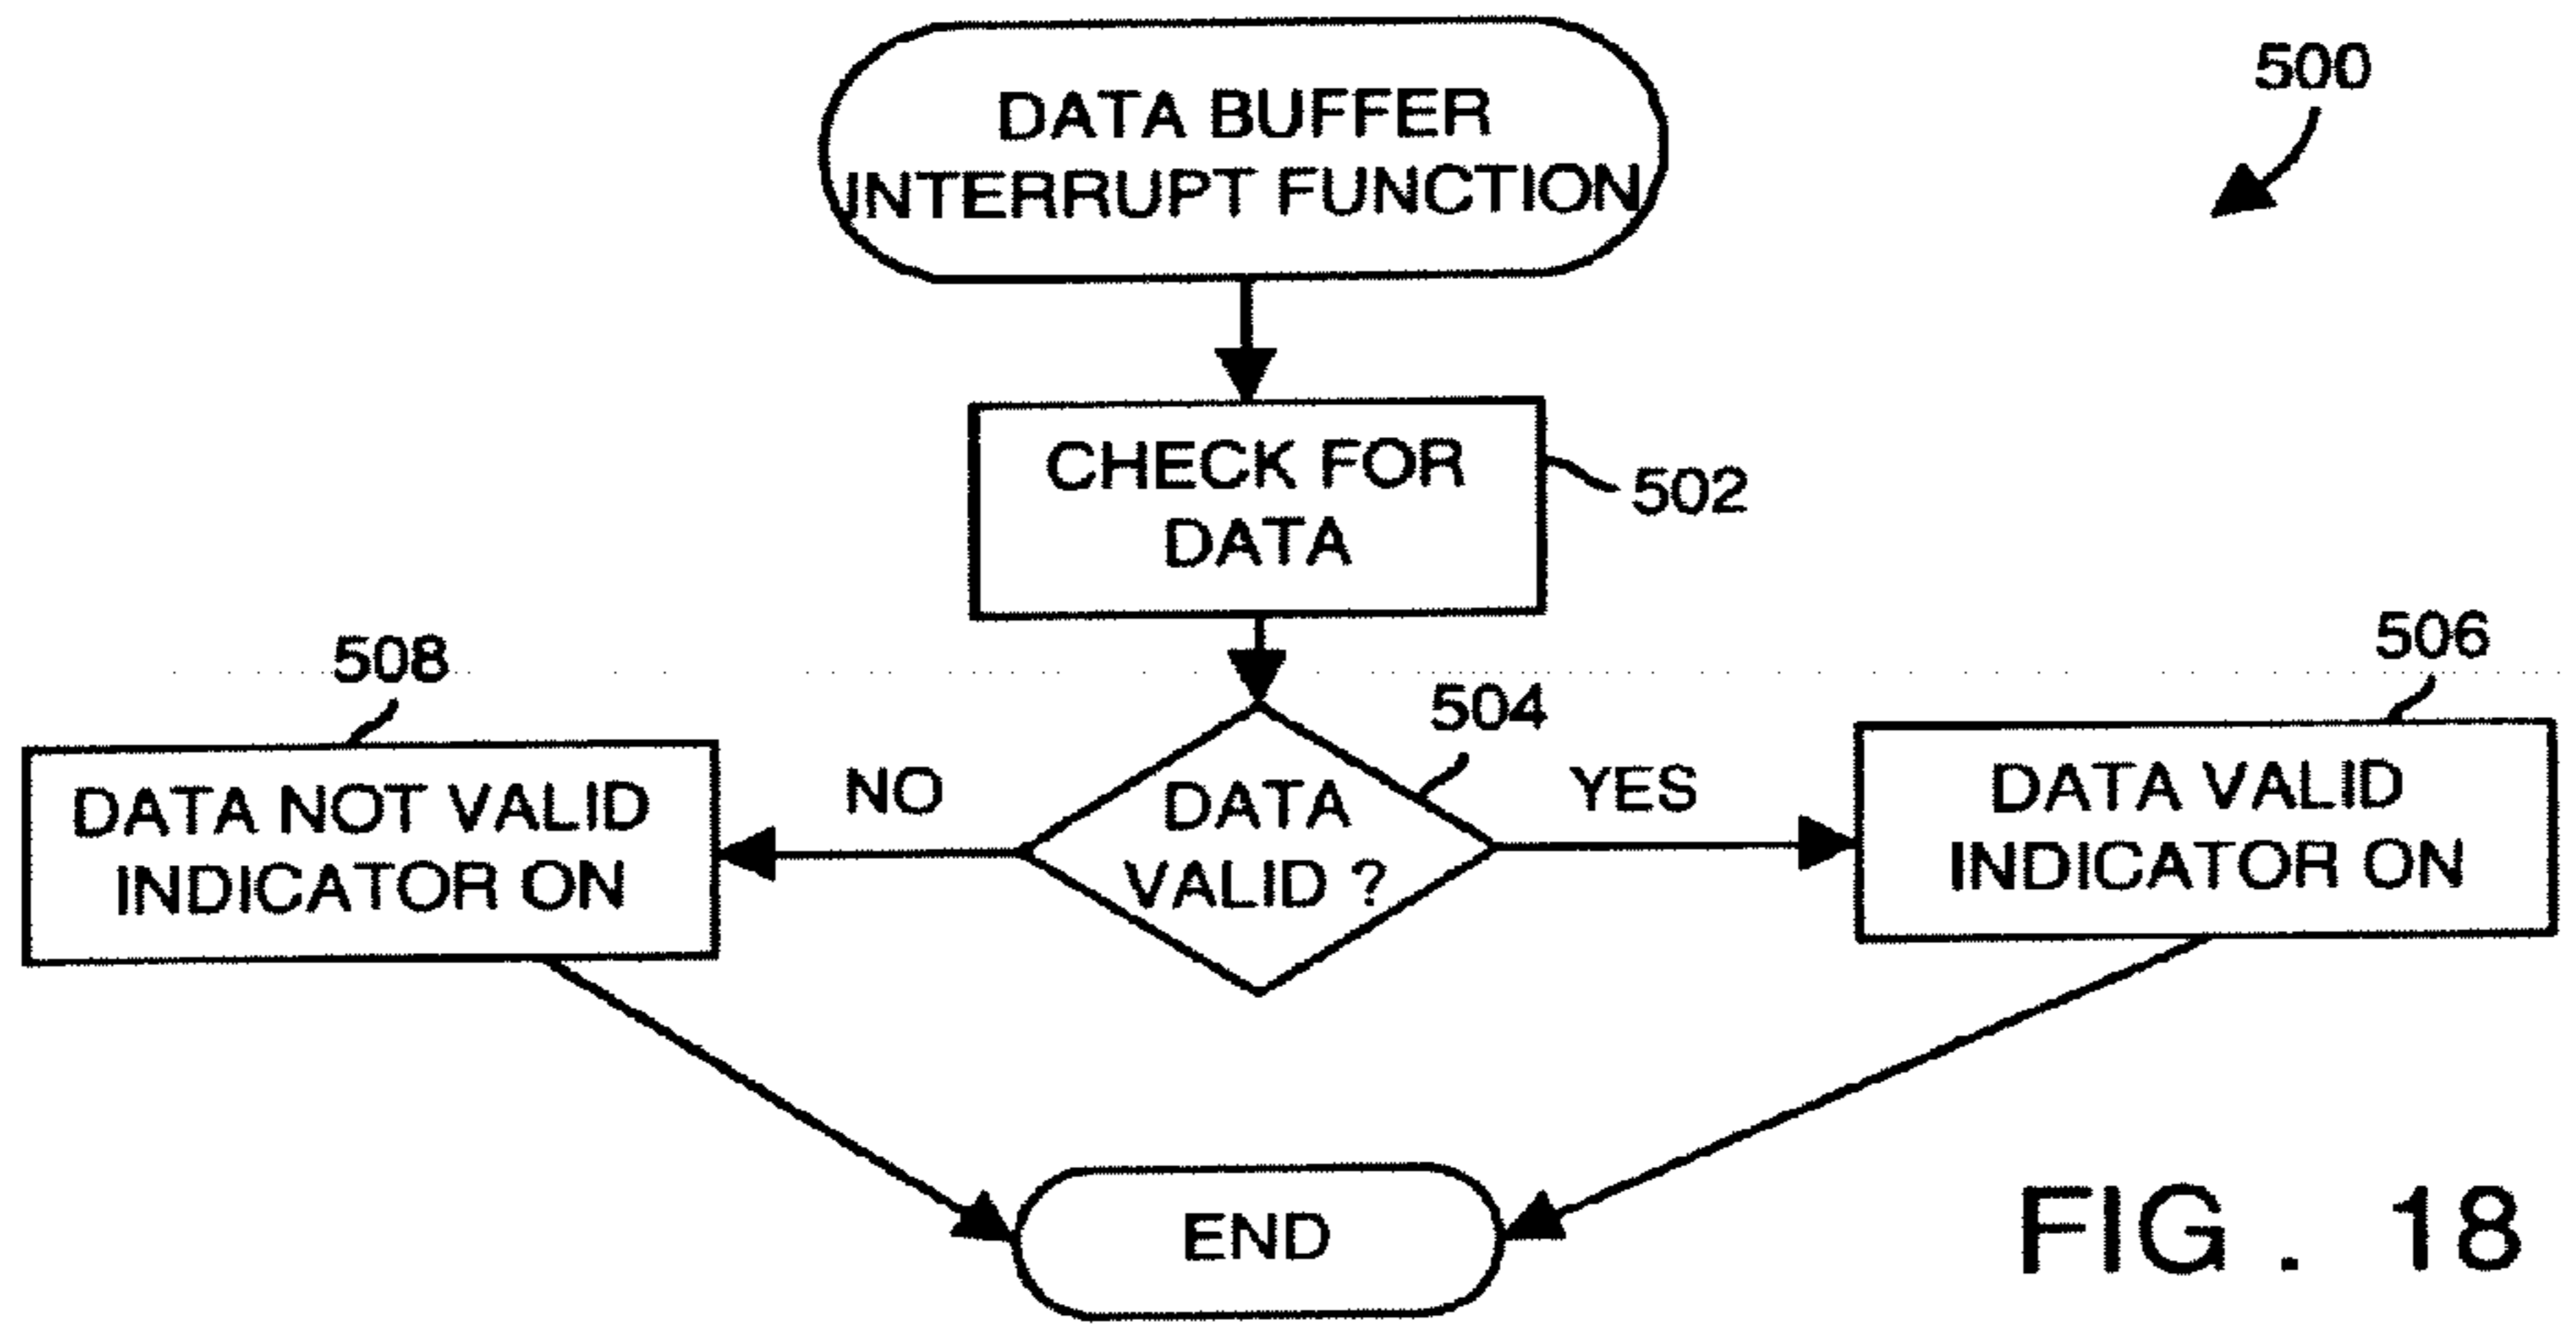 500
DATA BUFFER
INTERRUPT FUNCTION
CHECK FOR
DATA
502
508
506
504
DATA NOT VALID
INDICATOR ON
NO
DATA
VALID ?
YES
DATA VALID
INDICATOR ON
END
FIG . 18